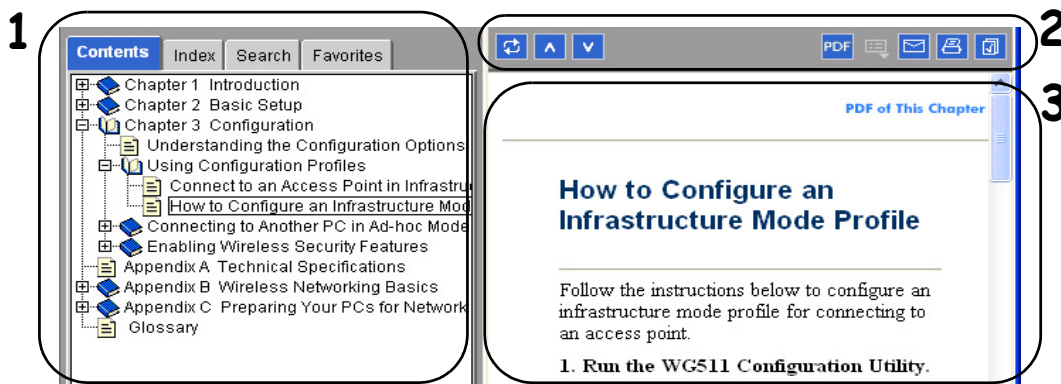 1
2
3
Contents Index Search Favorites
Chapter 1 Introduction
Chapter 2 Basic Setup
Chapter 3 Configuration
Understanding the Configuration Options
Using Configuration Profiles
Connect to an Access Point in Infrastru
How to Configure an Infrastructure Mod
Connecting to Another PC in Ad-hoc Mode
Enabling Wireless Security Features
Appendix A Technical Specifications
Appendix B Wireless Networking Basics
Appendix C Preparing Your PCs for Network
Glossary
PDF
PDF of This Chapter
How to Configure an
Infrastructure Mode Profile
Follow the instructions below to configure an
infrastructure mode profile for connecting to
an access point.
1. Run the WG511 Configuration Utility.